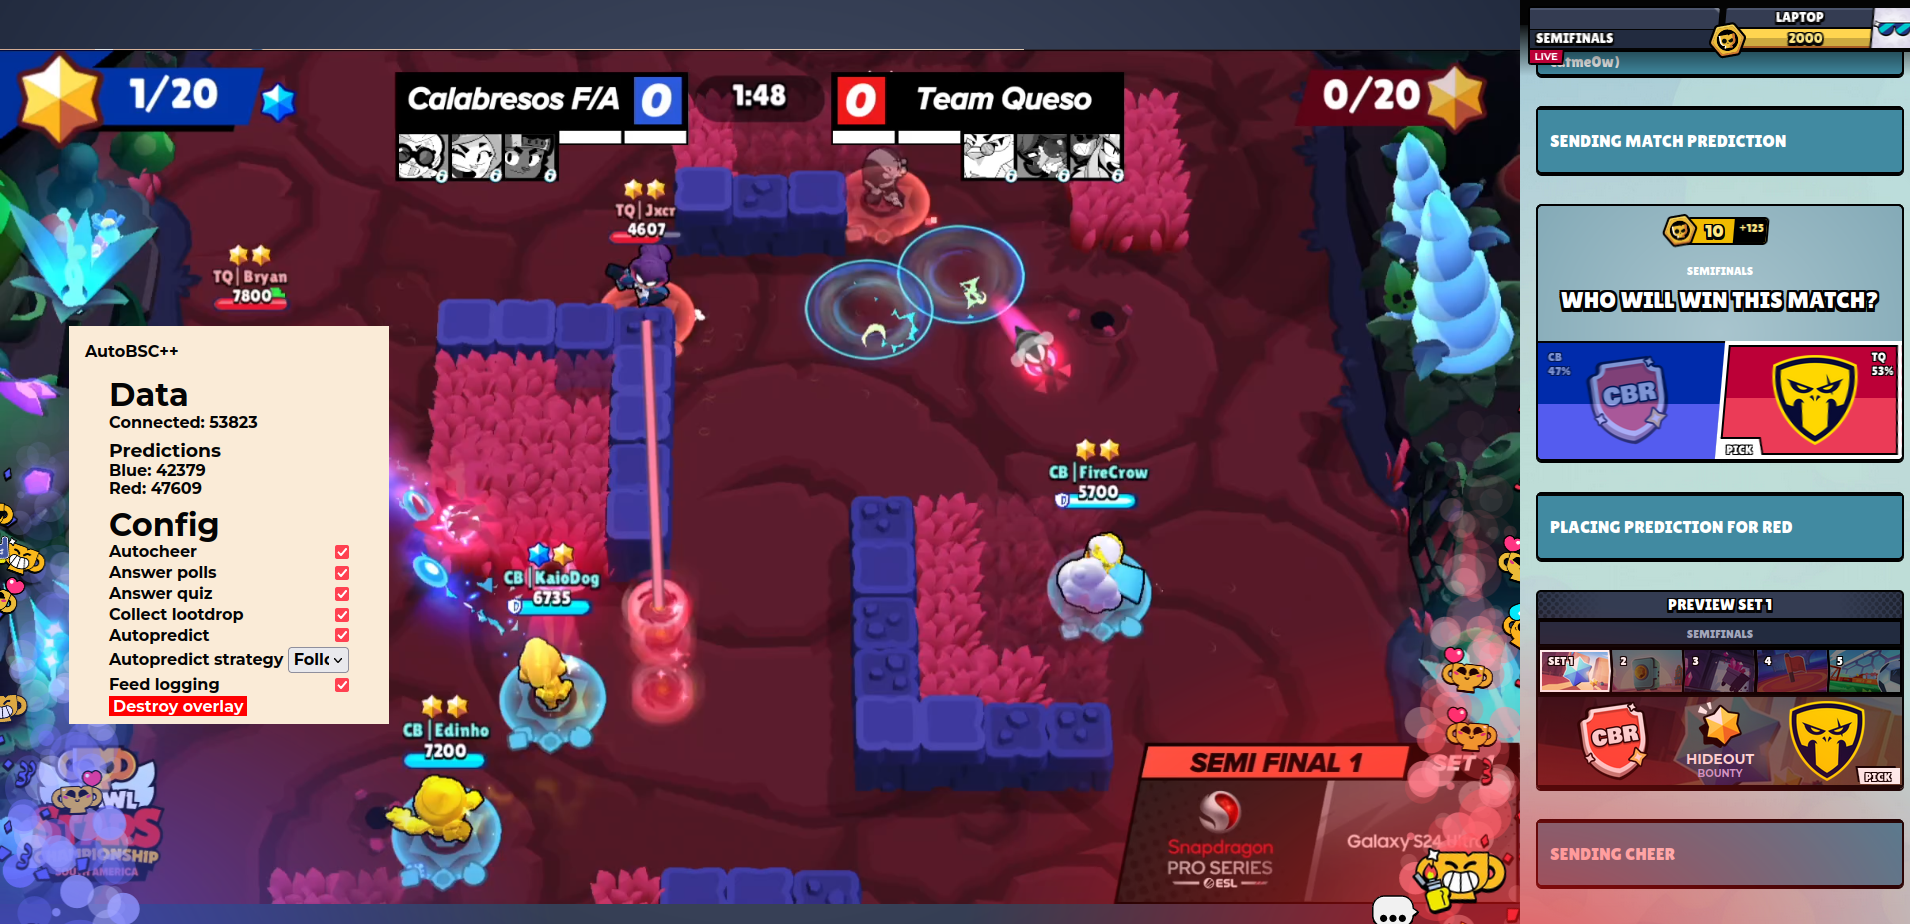 SEMIFINALS
LIVE
LAPTOP
2000
1/20
Calabresos F/A
0
1:48
0
Team Queso
0/20
TQ|Jxcr
4607
TQ|Bryan
7800
AutoBSC++
Data
Connected: 53823
Predictions
Blue: 42379
Red: 47609
Config
Autocheer
Answer polls
Answer quiz
Collect lootdrop
Autopredict
Autopredict strategy
Feed logging
Destroy overlay
CB|FireCrow
5700
CB|KaioDog
6735
CB|Edinho
7200
SEMI FINAL 1
SET
Snapdragon
PRO SERIES
ESL
Galaxy S24 Ultra
SENDING MATCH PREDICTION
10
+125
SEMIFINALS
WHO WILL WIN THIS MATCH?
CB
47%
CBR
TQ
53%
PICK
PLACING PREDICTION FOR RED
PREVIEW SET 1
SEMIFINALS
SET 1
2
3
4
5
CBR
HIDEOUT
BOUNTY
PICK
SENDING CHEER